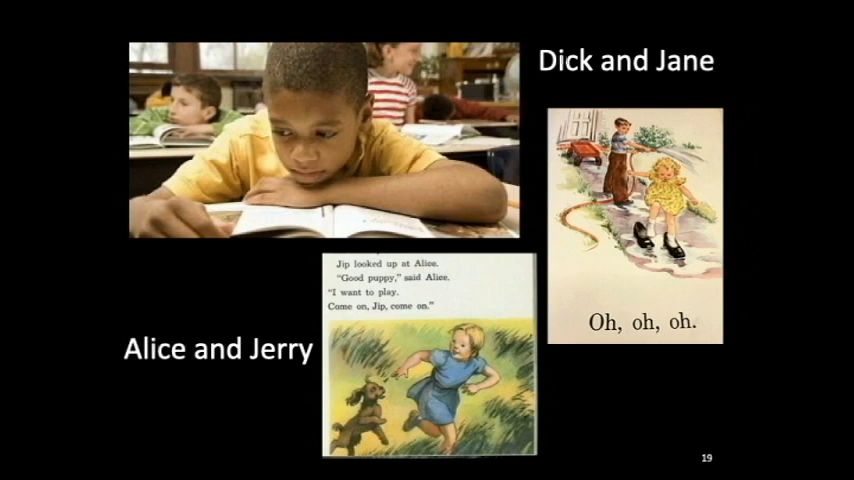 Dick and Jane
Oh, oh, oh.
Jip looked up at Alice.
"Good puppy," said Alice.
"I want to play.
Come on, Jip, come on."
Alice and Jerry
19